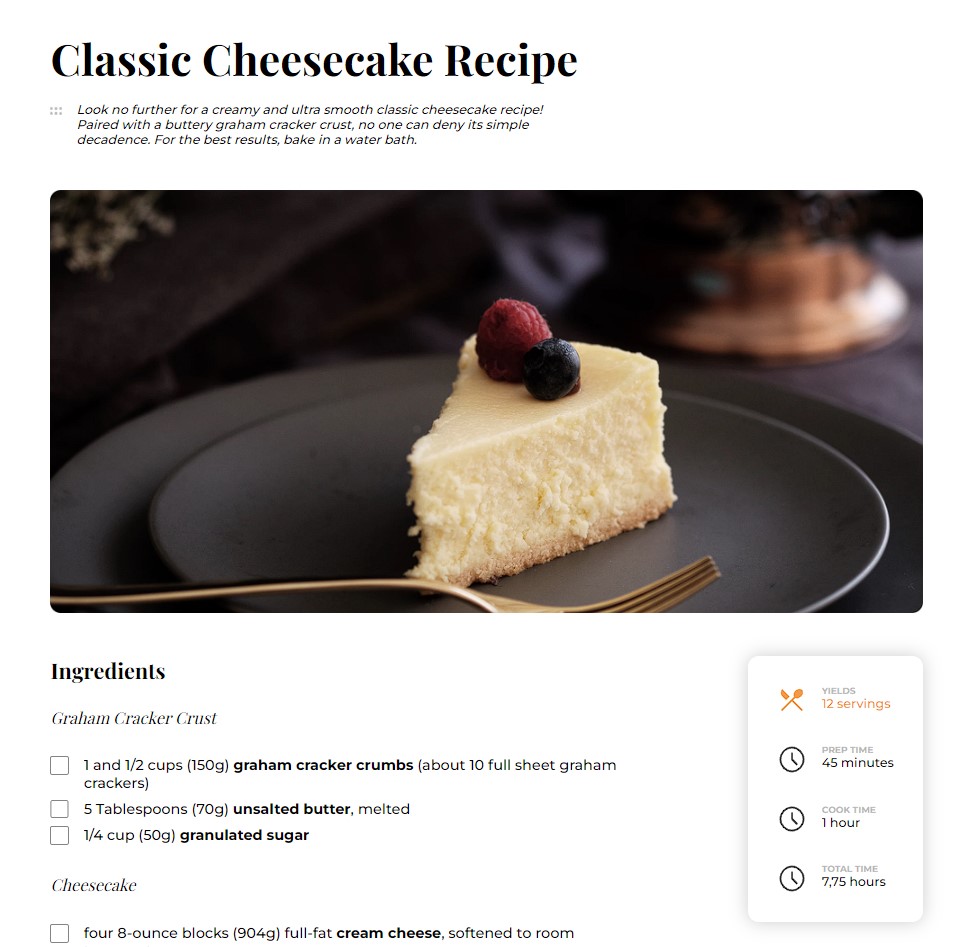 Classic Cheesecake Recipe
Look no further for a creamy and ultra smooth classic cheesecake recipe!
Paired with a buttery graham cracker crust, no one can deny its simple
decadence. For the best results, bake in a water bath.
Ingredients
Graham Cracker Crust
1 and 1/2 cups (150g) graham cracker crumbs (about 10 full sheet graham
crackers)
5 Tablespoons (70g) unsalted butter, melted
1/4 cup (50g) granulated sugar
Cheesecake
four 8-ounce blocks (904g) full-fat cream cheese, softened to room
YIELDS
12 servings
PREP TIME
45 minutes
COOK TIME
1 hour
TOTAL TIME
7,75 hours